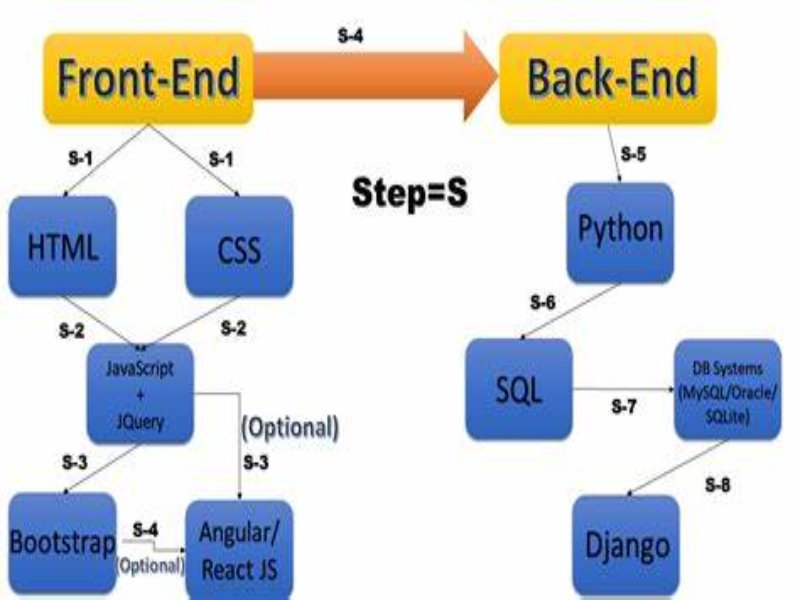 S-4
Front-End
Back-End
S-1
S-1
S-5
Step=S
HTML
CSS
Python
S-2
S-2
S-6
JavaScript
+
JQuery
SQL
DB Systems
(MySQL/Oracle/
SQLite)
S-7
(Optional)
S-3
S-3
S-8
Bootstrap
S-4
(Optional)
Angular/
React JS
Django